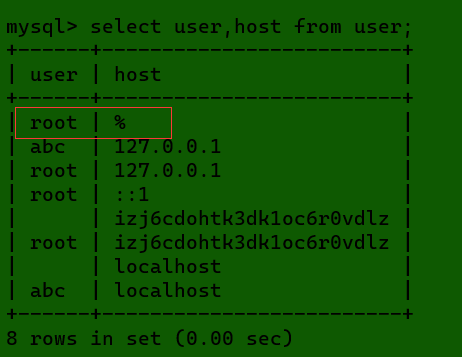 mysql> select user,host from user;
+------+-------------------------+
| user | host                    |
+------+-------------------------+
| root | %                       |
| abc  | 127.0.0.1               |
| root | 127.0.0.1               |
| root | ::1                     |
|      | izj6cdohtk3dk1oc6r0vdlz |
| root | izj6cdohtk3dk1oc6r0vdlz |
|      | localhost               |
| abc  | localhost               |
+------+-------------------------+
8 rows in set (0.00 sec)